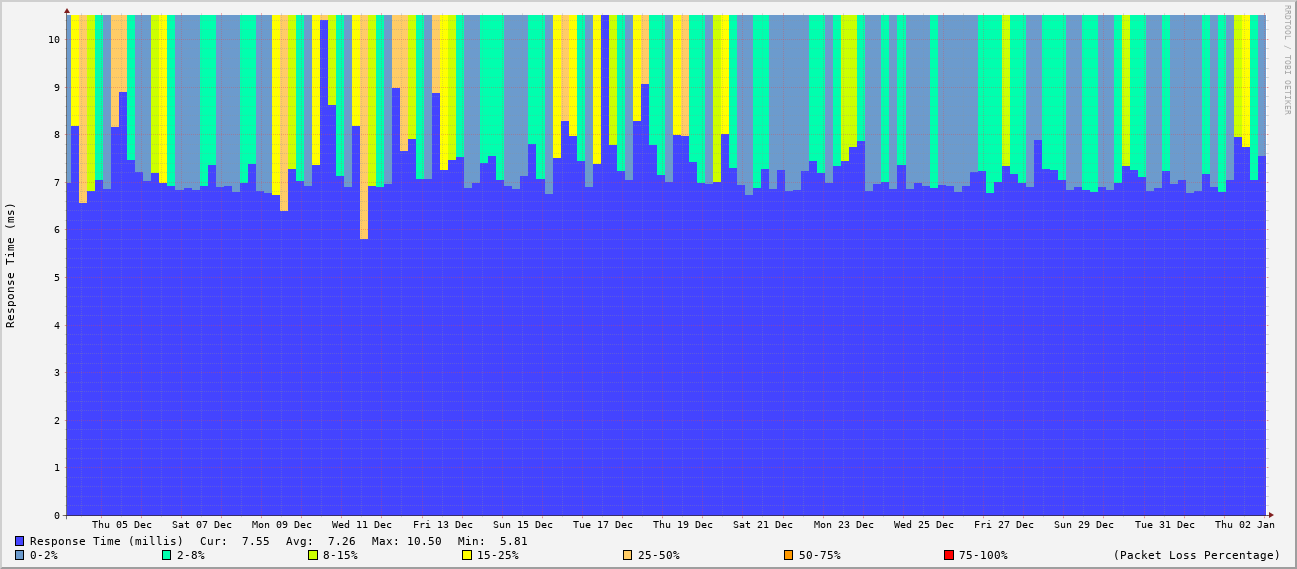 RRDTOOL / TOBI OETIKER
Response Time (ms)
10
9
8
7
6
5
4
3
2
1
0
Thu 05 Dec Sat 07 Dec Mon 09 Dec Wed 11 Dec Fri 13 Dec Sun 15 Dec Tue 17 Dec Thu 19 Dec Sat 21 Dec Mon 23 Dec Wed 25 Dec Fri 27 Dec Sun 29 Dec Tue 31 Dec Thu 02 Jan
Response Time (millis) Cur: 7.55 Avg: 7.26 Max: 10.50 Min: 5.81
0-2% 2-8% 8-15% 15-25% 25-50% 50-75% 75-100% (Packet Loss Percentage)